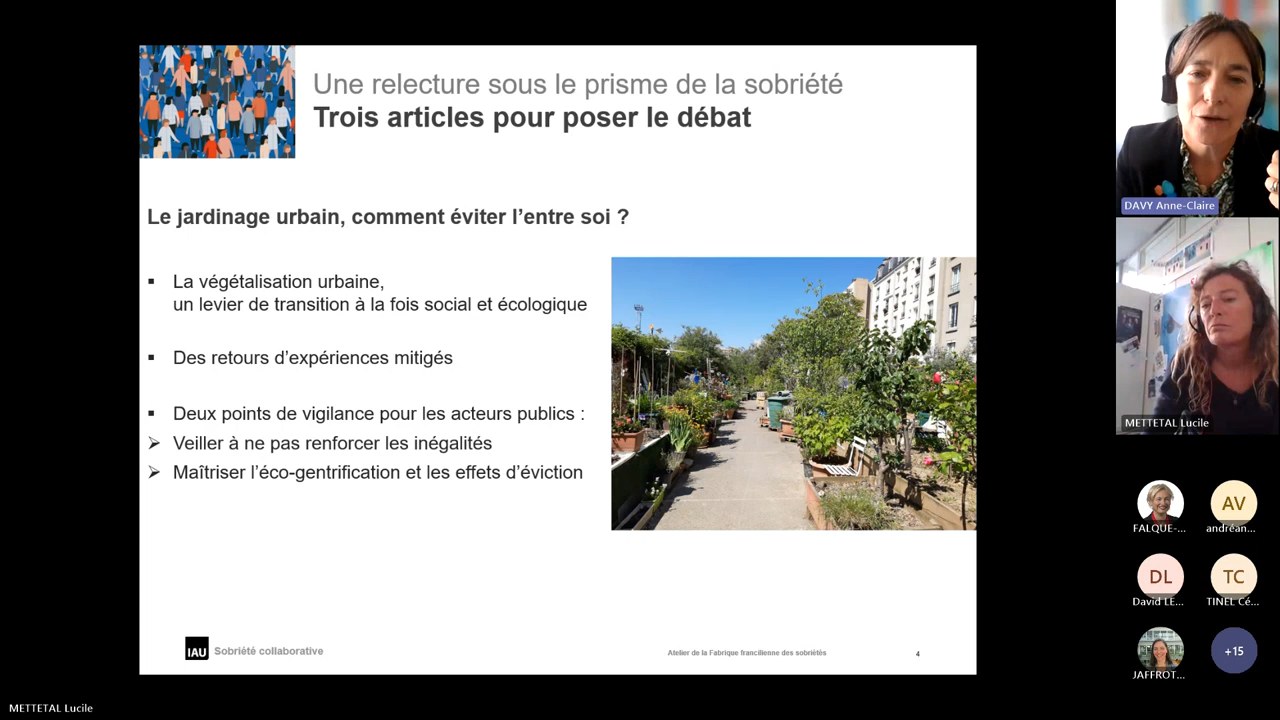 Une relecture sous le prisme de la sobriété
Trois articles pour poser le débat
Le jardinage urbain, comment éviter l’entre soi ?
▪ La végétalisation urbaine,
un levier de transition à la fois social et écologique
▪ Des retours d’expériences mitigés
▪ Deux points de vigilance pour les acteurs publics :
➢ Veiller à ne pas renforcer les inégalités
➢ Maîtriser l’éco-gentrification et les effets d’éviction
IAU Sobriété collaborative
Atelier de la Fabrique francilienne des sobriétés
4
DAVY Anne-Claire
METTETAL Lucile
AV
FALQUE-...
andréan...
DL
TC
David LE...
TINEL Cé...
+15
JAFFROT...
METTETAL Lucile